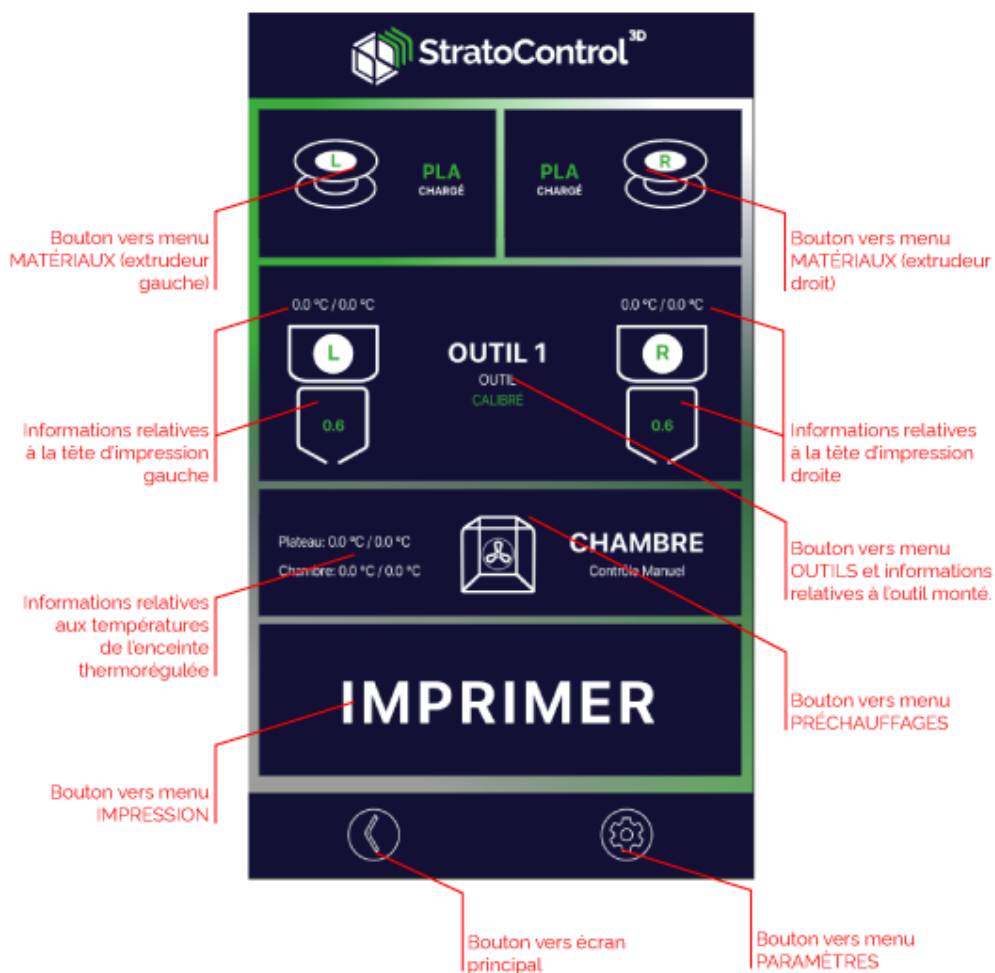 StratoControl 3D
L
PLA
CHARGÉ
PLA
CHARGÉ
R
Bouton vers menu
MATÉRIAUX (extrudeur
gauche)
Bouton vers menu
MATÉRIAUX (extrudeur
droit)
0.0 °C / 0.0 °C
0.0 °C / 0.0 °C
L
OUTIL 1
OUTIL
CALIBRE
R
0.6
0.6
Informations relatives
à la tête d'impression
gauche
Informations relatives
à la tête d'impression
droite
Plateau: 0.0 °C / 0.0 °C
Chambre: 0.0 °C / 0.0 °C
CHAMBRE
Contrôle Manuel
Bouton vers menu
OUTILS et informations
relatives à l'outil monté.
Informations relatives
aux températures
de l'enceinte
thermorégulée
IMPRIMER
Bouton vers menu
PRÉCHAUFFAGES
Bouton vers menu
IMPRESSION
Bouton vers écran
principal
Bouton vers menu
PARAMÈTRES